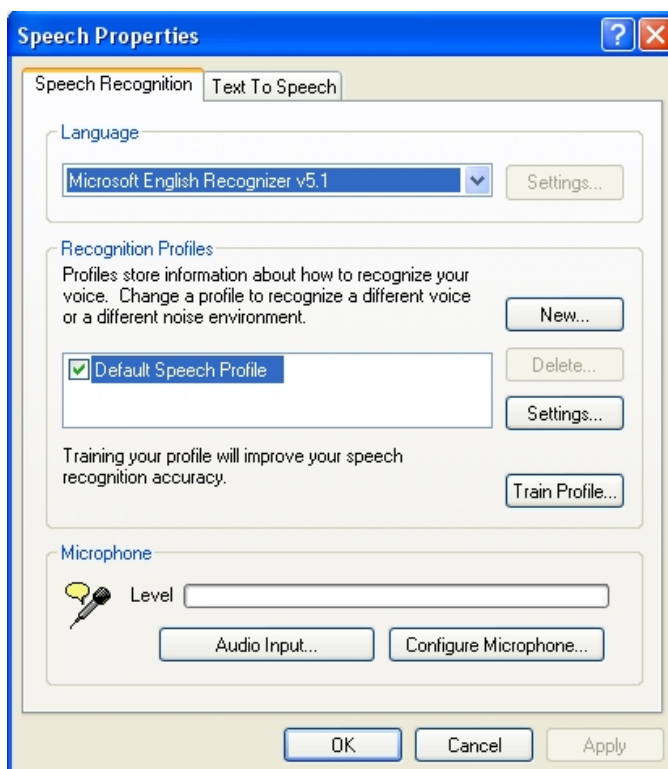 Speech Properties
Speech Recognition
Text To Speech
Language
Microsoft English Recognizer v5.1
Settings...
Recognition Profiles
Profiles store information about how to recognize your
voice. Change a profile to recognize a different voice
or a different noise environment.
New...
Default Speech Profile
Delete...
Settings...
Training your profile will improve your speech
recognition accuracy.
Train Profile...
Microphone
Level
Audio Input...
Configure Microphone...
OK
Cancel
Apply